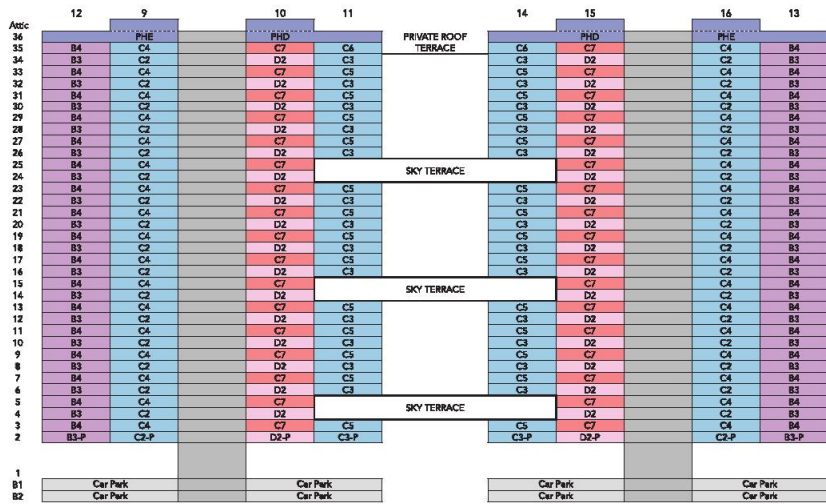 12 9 10 11 14 15 16 13
Attic
36 PHE PHD PRIVATE ROOF PHD PHE
TERRACE
35 B4 C4 C7 C6 C6 C7 C4 B4
34 B3 C2 D2 C3 C3 D2 C2 B3
33 B4 C4 C7 C5 C5 C7 C4 B4
32 B3 C2 D2 C3 C3 D2 C2 B3
31 B4 C4 C7 C5 C5 C7 C4 B4
30 B3 C2 D2 C3 C3 D2 C2 B3
29 B4 C4 C7 C5 C5 C7 C4 B4
28 B3 C2 D2 C3 C3 D2 C2 B3
27 B4 C4 C7 C5 C5 C7 C4 B4
26 B3 C2 D2 C3 C3 D2 C2 B3
25 B4 C4 C7 C7 C4 B4
SKY TERRACE
24 B3 C2 D2 D2 C2 B3
23 B4 C4 C7 C5 C5 C7 C4 B4
22 B3 C2 D2 C3 C3 D2 C2 B3
21 B4 C4 C7 C5 C5 C7 C4 B4
20 B3 C2 D2 C3 C3 D2 C2 B3
19 B4 C4 C7 C5 C5 C7 C4 B4
18 B3 C2 D2 C3 C3 D2 C2 B3
17 B4 C4 C7 C5 C5 C7 C4 B4
16 B3 C2 D2 C3 C3 D2 C2 B3
15 B4 C4 C7 C7 C4 B4
SKY TERRACE
14 B3 C2 D2 D2 C2 B3
13 B4 C4 C7 C5 C5 C7 C4 B4
12 B3 C2 D2 C3 C3 D2 C2 B3
11 B4 C4 C7 C5 C5 C7 C4 B4
10 B3 C2 D2 C3 C3 D2 C2 B3
9 B4 C4 C7 C5 C5 C7 C4 B4
8 B3 C2 D2 C3 C3 D2 C2 B3
7 B4 C4 C7 C5 C5 C7 C4 B4
6 B3 C2 D2 C3 C3 D2 C2 B3
5 B4 C4 C7 C7 C4 B4
SKY TERRACE
4 B3 C2 D2 D2 C2 B3
3 B4 C4 C7 C5 C5 C7 C4 B4
2 B3-P C2-P D2-P C3-P C3-P D2-P C2-P B3-P
1
B1 Car Park Car Park Car Park Car Park
B2 Car Park Car Park Car Park Car Park